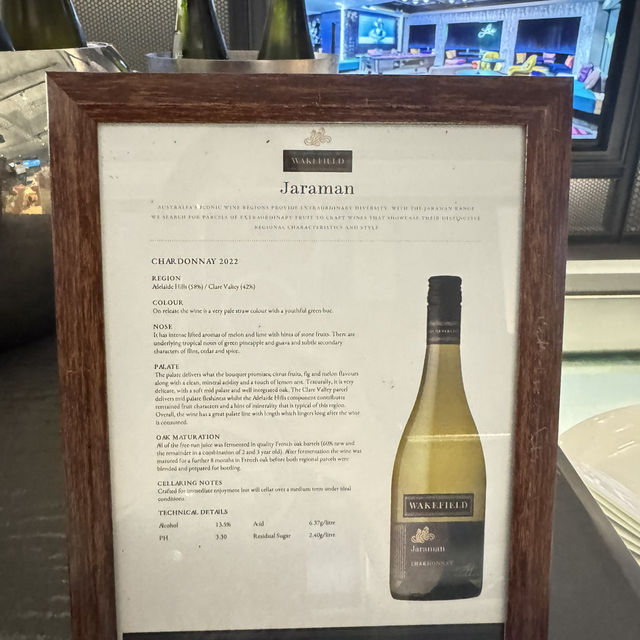 WAKEFIELD
Jaraman
AUSTRALIA'S ICONIC WINE REGIONS PROVIDE EXTRAORDINARY DIVERSITY. WITH THE JARAMAN RANGE
WE SEARCH FOR PARCELS OF EXTRAORDINARY FRUIT TO CRAFT WINES THAT SHOWCASE THEIR DISTINCTIVE
REGIONAL CHARACTERISTICS AND STYLE.
CHARDONNAY 2022
REGION
Adelaide Hills (58%) / Clare Valley (42%)
COLOUR
On release the wine is a very pale straw colour with a youthful green hue.
NOSE
It has intense lifted aromas of melon and lime with hints of stone fruits. There are
underlying tropical notes of green pineapple and guava and subtle secondary
characters of flint, cedar and spice.
PALATE
The palate delivers what the bouquet promises; citrus fruits, fig and melon flavours
along with a clean, mineral acidity and a touch of lemon zest. Texturally, it is very
delicate, with a soft mid palate and well integrated oak. The Clare Valley parcel
delivers mid palate fleshiness whilst the Adelaide Hills component contributes
restrained fruit characters and a hint of minerality that is typical of this region.
Overall, the wine has a great palate line with length which lingers long after the wine
is consumed.
OAK MATURATION
All of the free run juice was fermented in quality French oak barrels (60% new and
the remainder in a combination of 2 and 3 year old). After fermentation the wine was
matured for a further 8 months in French oak before both regional parcels were
blended and prepared for bottling.
CELLARING NOTES
Crafted for immediate enjoyment but will cellar over a medium term under ideal
conditions.
TECHNICAL DETAILS
Alcohol 13.5% Acid 6.37g/litre
PH 3.30 Residual Sugar 2.40g/litre
WAKEFIELD
Jaraman
CHARDONNAY